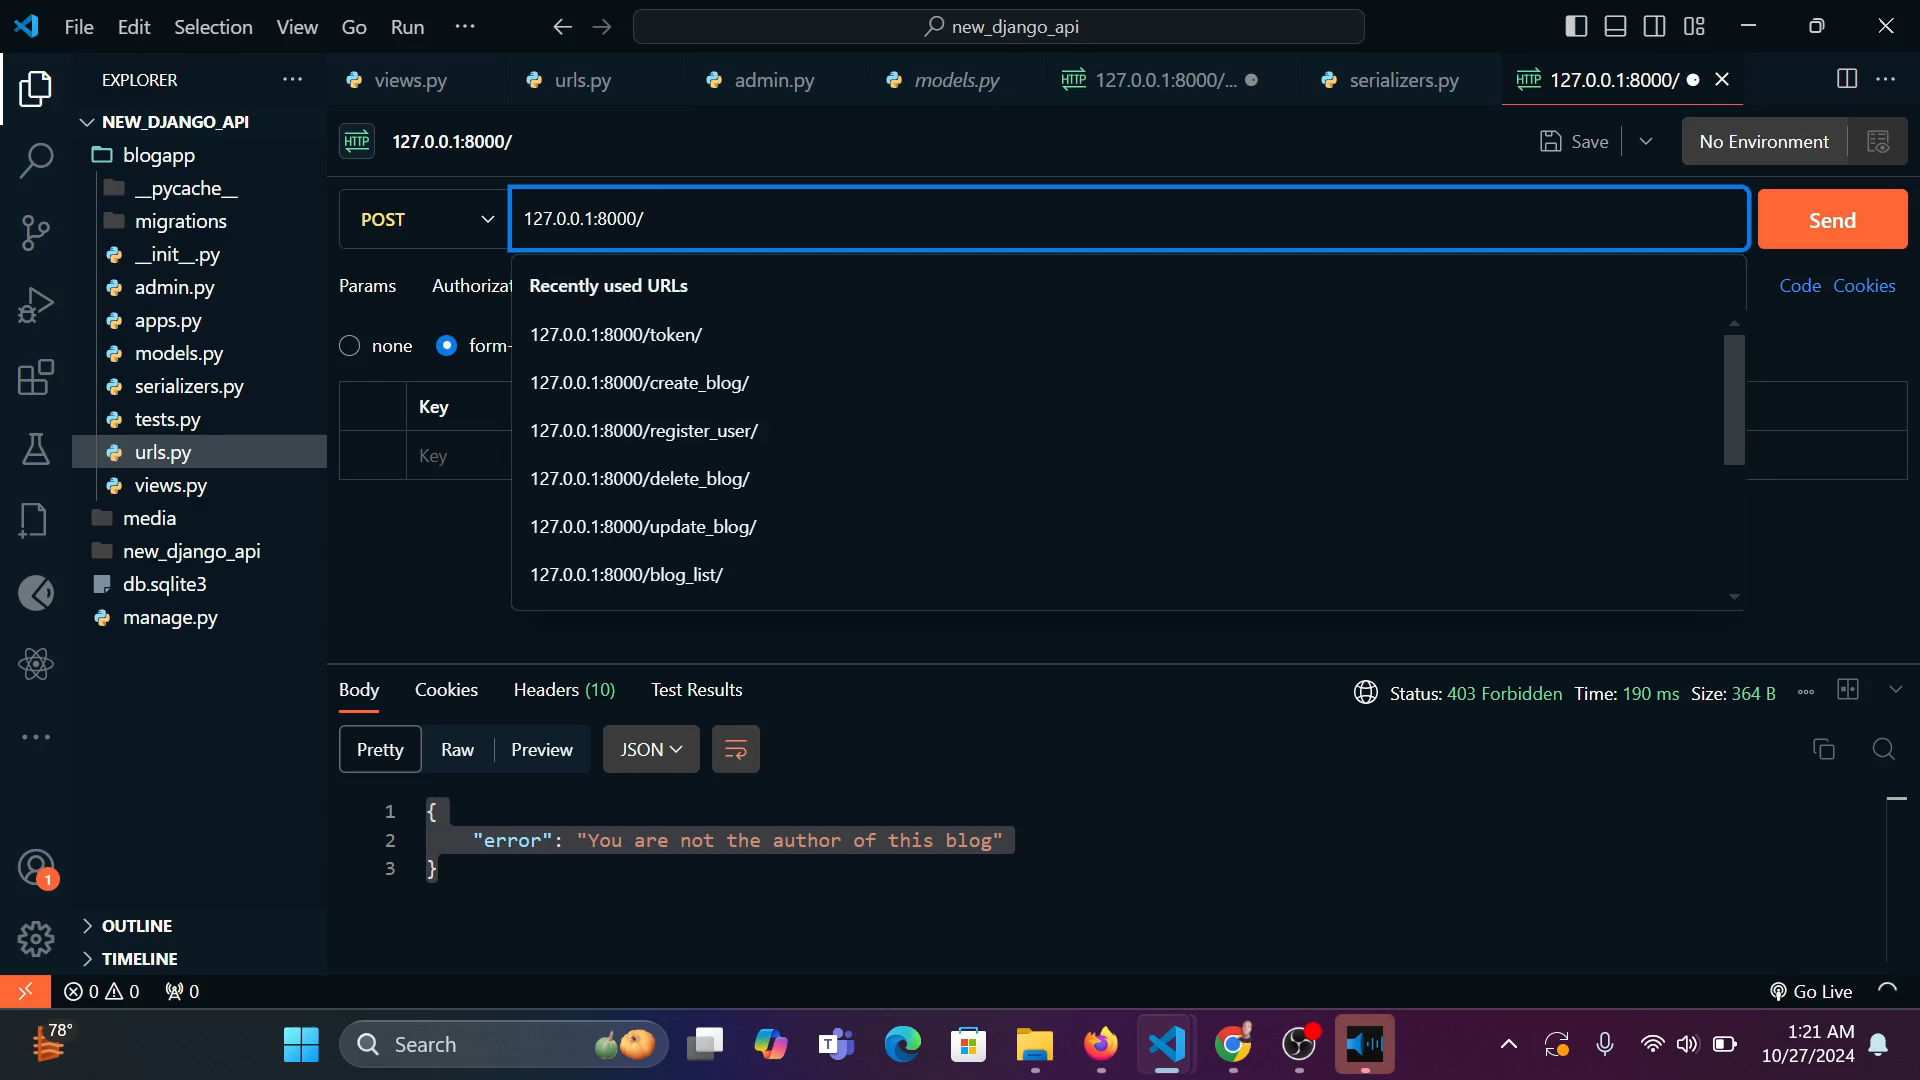 File Edit Selection View Go Run ···
new_django_api
EXPLORER ···
views.py urls.py admin.py models.py HTTP 127.0.0.1:8000/... serializers.py HTTP 127.0.0.1:8000/
NEW_DJANGO_API
blogapp
__pycache__
migrations
__init__.py
admin.py
apps.py
models.py
serializers.py
tests.py
urls.py
views.py
media
new_django_api
db.sqlite3
manage.py
OUTLINE
TIMELINE
HTTP 127.0.0.1:8000/
Save No Environment
POST 127.0.0.1:8000/ Send
Params Authorizat Code Cookies
none form-
Key
Key
Recently used URLs
127.0.0.1:8000/token/
127.0.0.1:8000/create_blog/
127.0.0.1:8000/register_user/
127.0.0.1:8000/delete_blog/
127.0.0.1:8000/update_blog/
127.0.0.1:8000/blog_list/
Body Cookies Headers (10) Test Results
Status: 403 Forbidden Time: 190 ms Size: 364 B
Pretty Raw Preview JSON
1 {
2 "error": "You are not the author of this blog"
3 }
1
0 0 0
Go Live
78°
Search
T
1:21 AM
10/27/2024